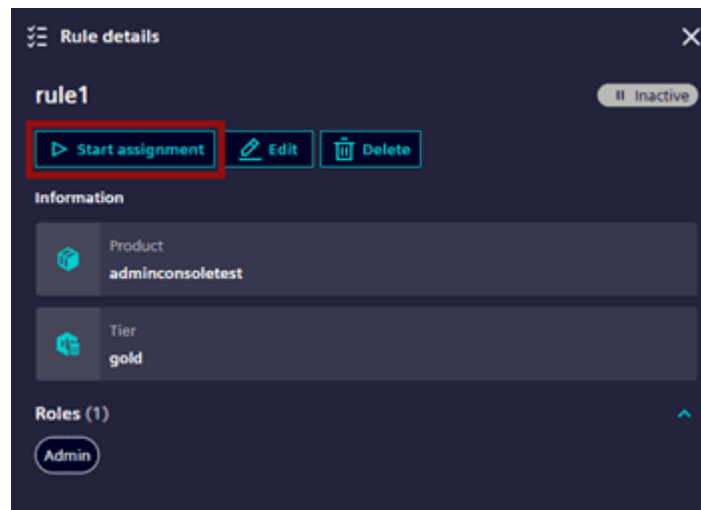 Rule details
rule1
Inactive
Start assignment Edit Delete
Information
Product
adminconsoletest
Tier
gold
Roles (1)
Admin